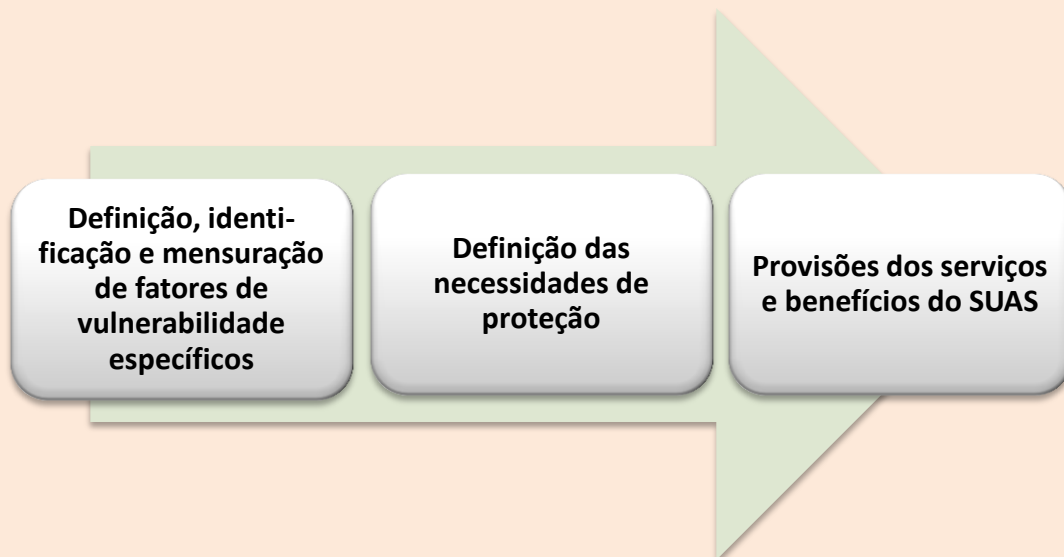 Definição, identi-
ficação e mensuração
de fatores de
vulnerabilidade
específicos
Definição das
necessidades de
proteção
Provisões dos serviços
e benefícios do SUAS